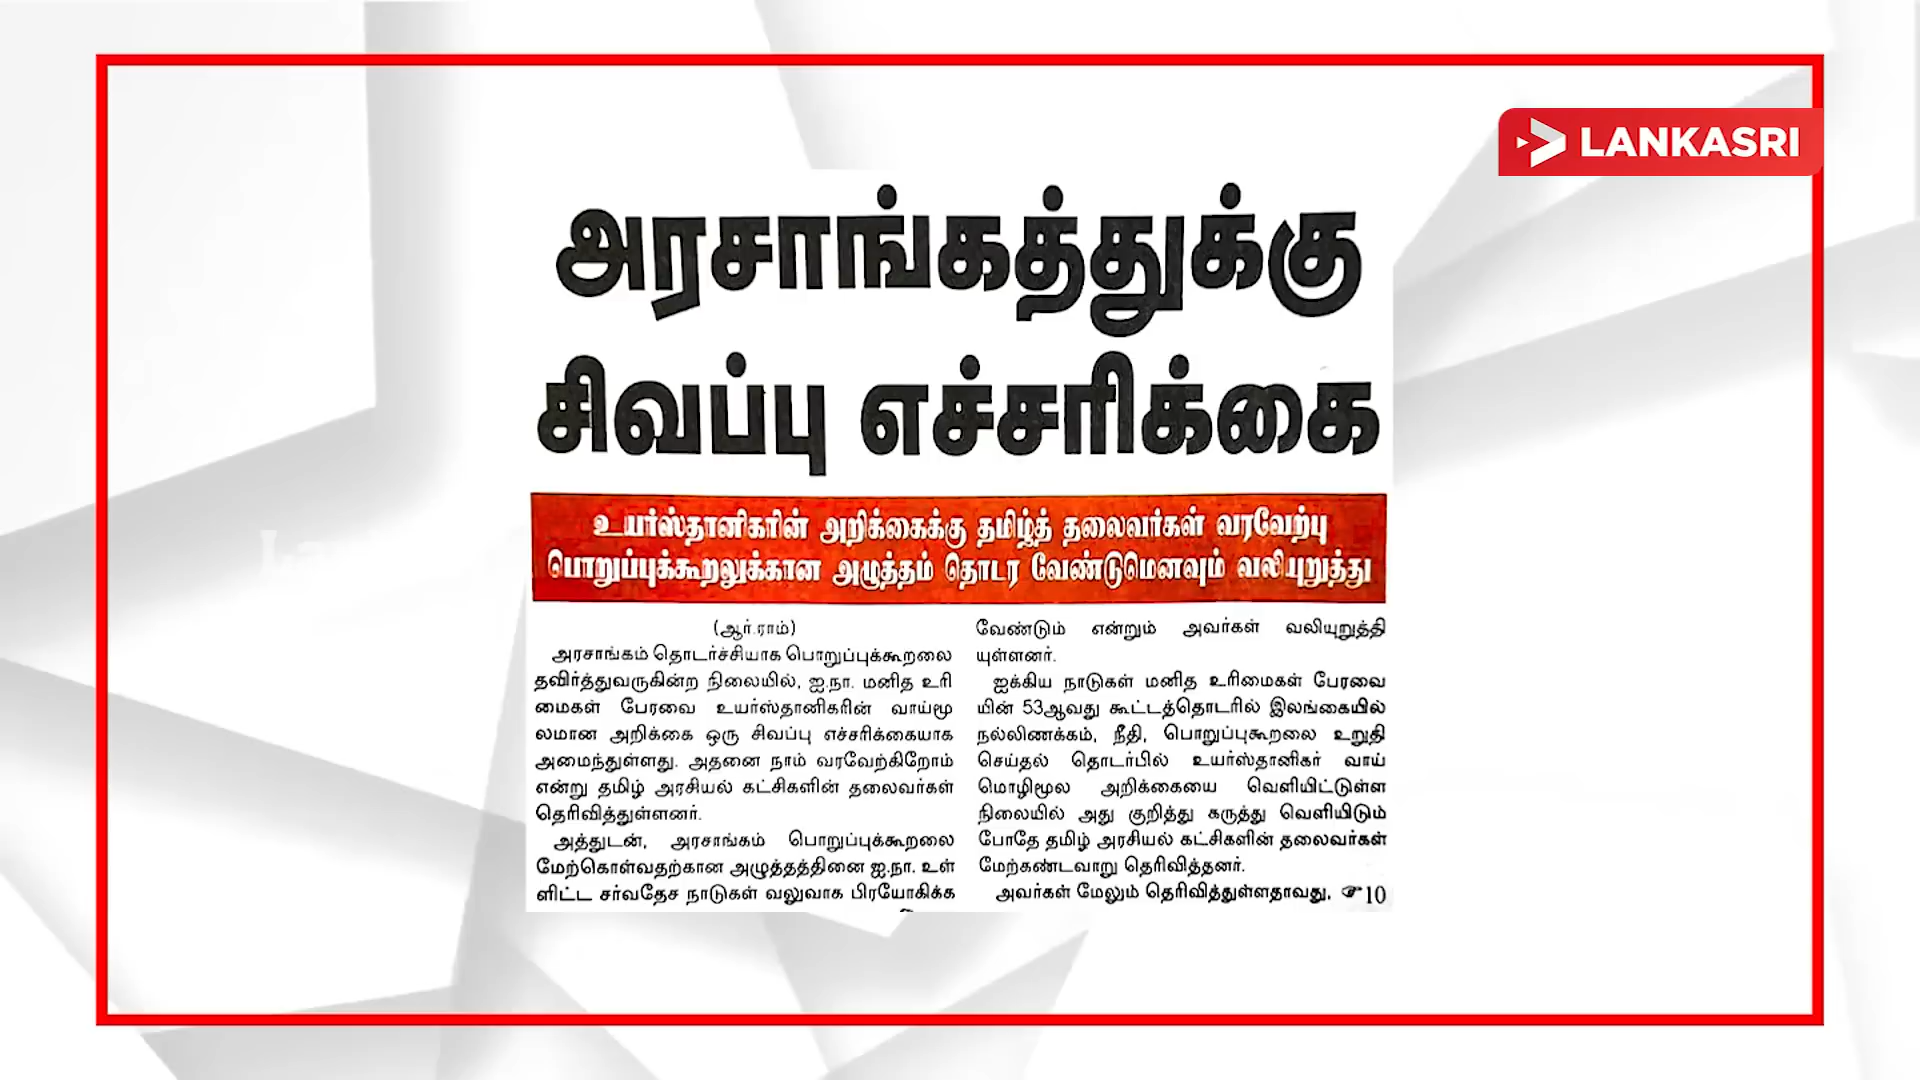 LANKASRI
அரசாங்கத்துக்கு
சிவப்பு எச்சரிக்கை
உயர்ஸ்தானிகரின் அறிக்கைக்கு தமிழ்த் தலைவர்கள் வரவேற்பு
பொறுப்புக்கூறலுக்கான அழுத்தம் தொடர வேண்டுமெனவும் வலியுறுத்து
(ஆர்.ராம்)
அரசாங்கம் தொடர்ச்சியாக பொறுப்புக்கூறலை
தவிர்த்துவருகின்ற நிலையில், ஐ.நா. மனித உரி
மைகள் பேரவை உயர்ஸ்தானிகரின் வாய்மூ
லமான அறிக்கை ஒரு சிவப்பு எச்சரிக்கையாக
அமைந்துள்ளது. அதனை நாம் வரவேற்கிறோம்
என்று தமிழ் அரசியல் கட்சிகளின் தலைவர்கள்
தெரிவித்துள்ளனர்.
அத்துடன், அரசாங்கம் பொறுப்புக்கூறலை
மேற்கொள்வதற்கான அழுத்தத்தினை ஐ.நா. உள்
ளிட்ட சர்வதேச நாடுகள் வலுவாக பிரயோகிக்க
வேண்டும் என்றும் அவர்கள் வலியுறுத்தி
யுள்ளனர்.
ஐக்கிய நாடுகள் மனித உரிமைகள் பேரவை
யின் 53ஆவது கூட்டத்தொடரில் இலங்கையில்
நல்லிணக்கம், நீதி, பொறுப்புகூறலை உறுதி
செய்தல் தொடர்பில் உயர்ஸ்தானிகர் வாய்
மொழிமூல அறிக்கையை வெளியிட்டுள்ள
நிலையில் அது குறித்து கருத்து வெளியிடும்
போதே தமிழ் அரசியல் கட்சிகளின் தலைவர்கள்
மேற்கண்டவாறு தெரிவித்தனர்.
அவர்கள் மேலும் தெரிவித்துள்ளதாவது, ☞10